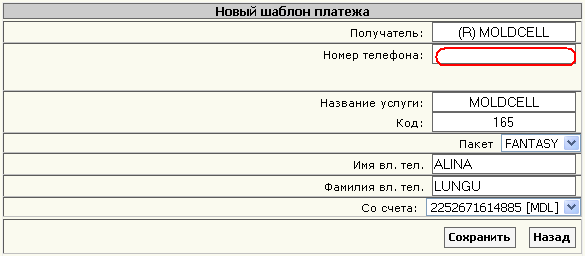 Новый шаблон платежа
Получатель: (R) MOLDCELL
Номер телефона:
Название услуги: MOLDCELL
Код: 165
Пакет FANTASY
Имя вл. тел. ALINA
Фамилия вл. тел. LUNGU
Со счета: 2252671614885 [MDL]
Сохранить Назад